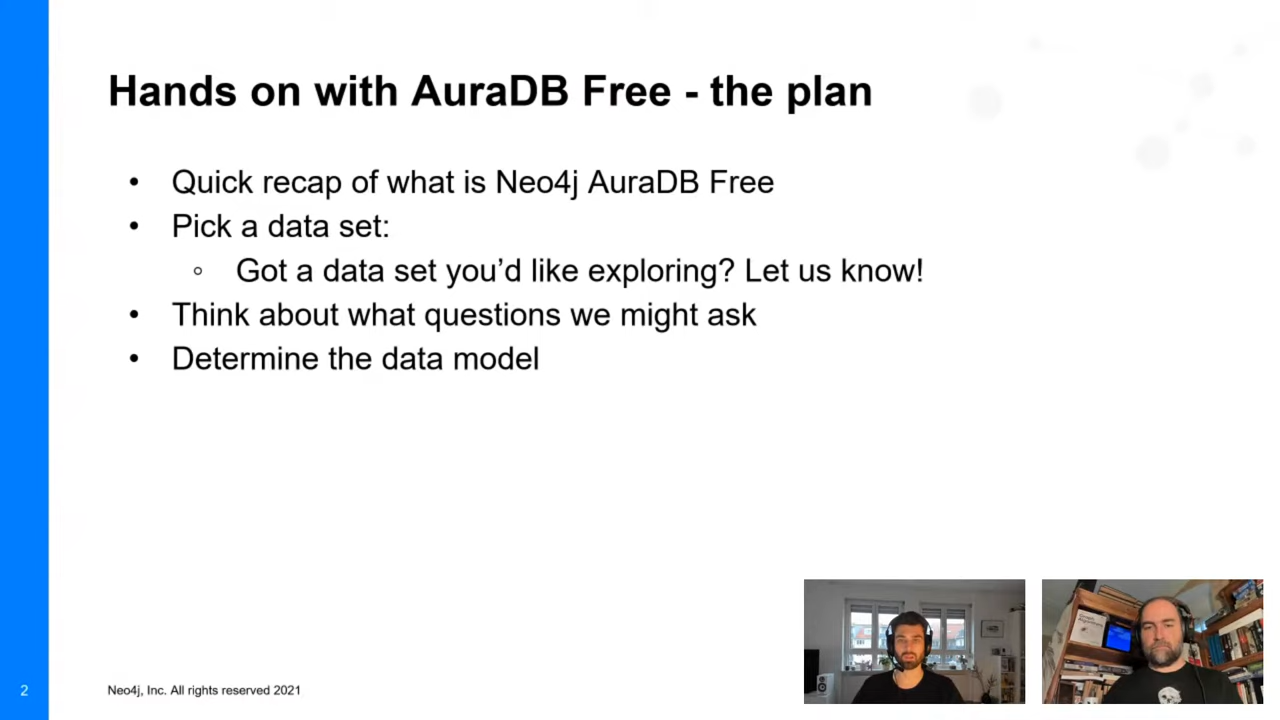 Hands on with AuraDB Free - the plan
• Quick recap of what is Neo4j AuraDB Free
• Pick a data set:
◦ Got a data set you’d like exploring? Let us know!
• Think about what questions we might ask
• Determine the data model
2
Neo4j, Inc. All rights reserved 2021